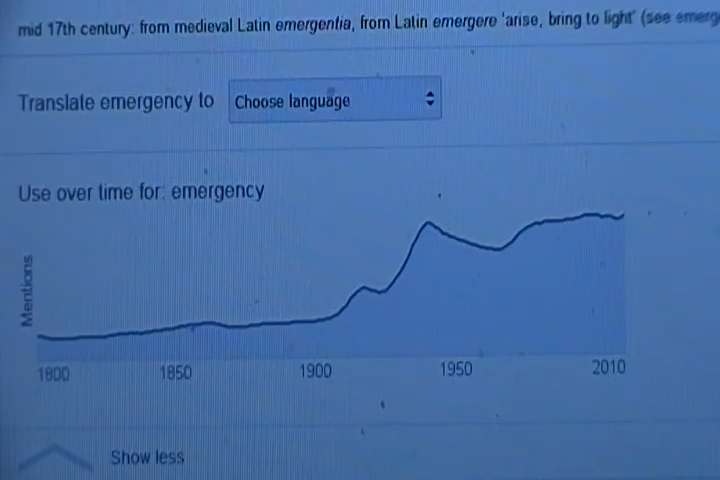 mid 17th century: from medieval Latin emergentia, from Latin emergere 'arise, bring to light' (see
Translate emergency to Choose language
Use over time for: emergency
Mentions
1800 1850 1900 1950 2010
Show less